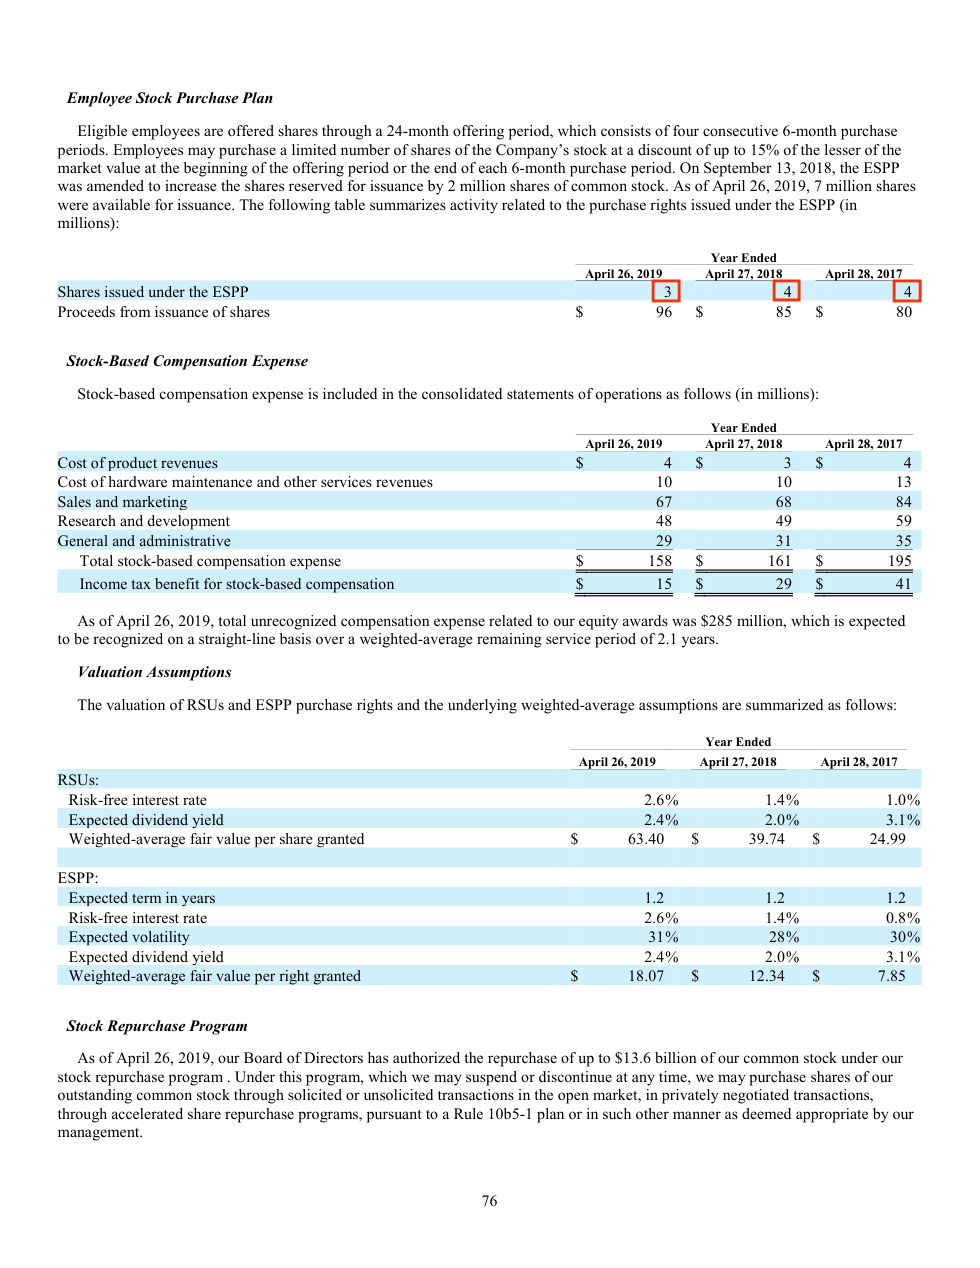 Employee Stock Purchase Plan
Eligible employees are offered shares through a 24-month offering period, which consists of four consecutive 6-month purchase
periods. Employees may purchase a limited number of shares of the Company’s stock at a discount of up to 15% of the lesser of the
market value at the beginning of the offering period or the end of each 6-month purchase period. On September 13, 2018, the ESPP
was amended to increase the shares reserved for issuance by 2 million shares of common stock. As of April 26, 2019, 7 million shares
were available for issuance. The following table summarizes activity related to the purchase rights issued under the ESPP (in
millions):
Year Ended
April 26, 2019 April 27, 2018 April 28, 2017
Shares issued under the ESPP 3 4 4
Proceeds from issuance of shares $ 96 $ 85 $ 80
Stock-Based Compensation Expense
Stock-based compensation expense is included in the consolidated statements of operations as follows (in millions):
Year Ended
April 26, 2019 April 27, 2018 April 28, 2017
Cost of product revenues $ 4 $ 3 $ 4
Cost of hardware maintenance and other services revenues 10 10 13
Sales and marketing 67 68 84
Research and development 48 49 59
General and administrative 29 31 35
Total stock-based compensation expense $ 158 $ 161 $ 195
Income tax benefit for stock-based compensation $ 15 $ 29 $ 41
As of April 26, 2019, total unrecognized compensation expense related to our equity awards was $285 million, which is expected
to be recognized on a straight-line basis over a weighted-average remaining service period of 2.1 years.
Valuation Assumptions
The valuation of RSUs and ESPP purchase rights and the underlying weighted-average assumptions are summarized as follows:
Year Ended
April 26, 2019 April 27, 2018 April 28, 2017
RSUs:
Risk-free interest rate 2.6% 1.4% 1.0%
Expected dividend yield 2.4% 2.0% 3.1%
Weighted-average fair value per share granted $ 63.40 $ 39.74 $ 24.99
ESPP:
Expected term in years 1.2 1.2 1.2
Risk-free interest rate 2.6% 1.4% 0.8%
Expected volatility 31% 28% 30%
Expected dividend yield 2.4% 2.0% 3.1%
Weighted-average fair value per right granted $ 18.07 $ 12.34 $ 7.85
Stock Repurchase Program
As of April 26, 2019, our Board of Directors has authorized the repurchase of up to $13.6 billion of our common stock under our
stock repurchase program . Under this program, which we may suspend or discontinue at any time, we may purchase shares of our
outstanding common stock through solicited or unsolicited transactions in the open market, in privately negotiated transactions,
through accelerated share repurchase programs, pursuant to a Rule 10b5-1 plan or in such other manner as deemed appropriate by our
management.
76